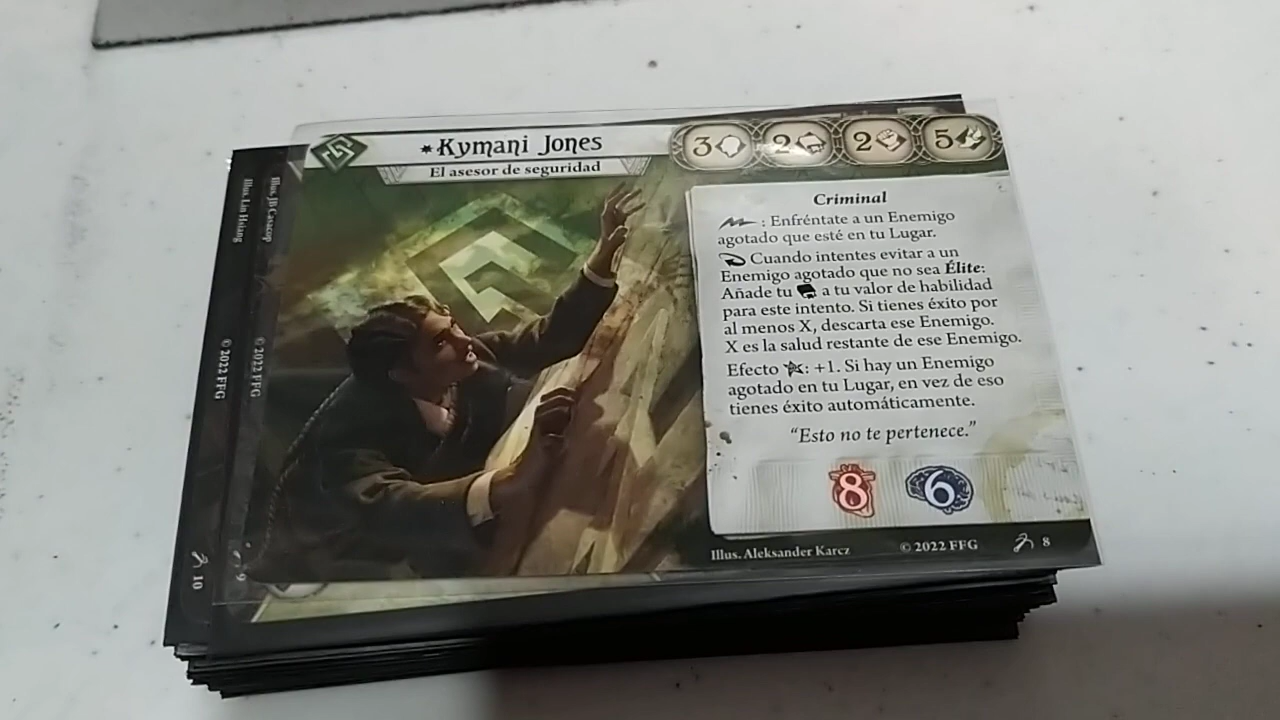 Kymani Jones
El asesor de seguridad
3 2 2 5
Criminal
: Enfréntate a un Enemigo
agotado que esté en tu Lugar.
Cuando intentes evitar a un
Enemigo agotado que no sea Élite:
Añade tu a tu valor de habilidad
para este intento. Si tienes éxito por
al menos X, descarta ese Enemigo.
X es la salud restante de ese Enemigo.
Efecto : +1. Si hay un Enemigo
agotado en tu Lugar, en vez de eso
tienes éxito automáticamente.
“Esto no te pertenece.”
8 6
Illus. Aleksander Karcz © 2022 FFG 8
Illus. JB Casacop © 2022 FFG 9
Illus. Lin Hsiang © 2022 FFG 10